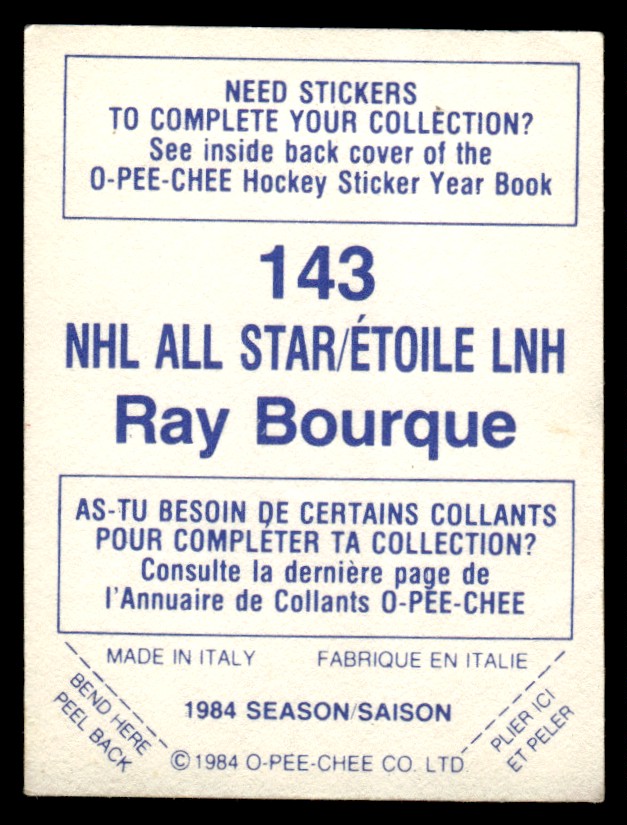 NEED STICKERS
TO COMPLETE YOUR COLLECTION?
See inside back cover of the
O-PEE-CHEE Hockey Sticker Year Book
143
NHL ALL STAR/ÉTOILE LNH
Ray Bourque
AS-TU BESOIN DE CERTAINS COLLANTS
POUR COMPLÉTER TA COLLECTION?
Consulte la dernière page de
l'Annuaire de Collants O-PEE-CHEE
MADE IN ITALY FABRIQUE EN ITALIE
BEND HERE
PEEL BACK
1984 SEASON/SAISON
PLIER ICI
ET PELER
© 1984 O-PEE-CHEE CO. LTD.